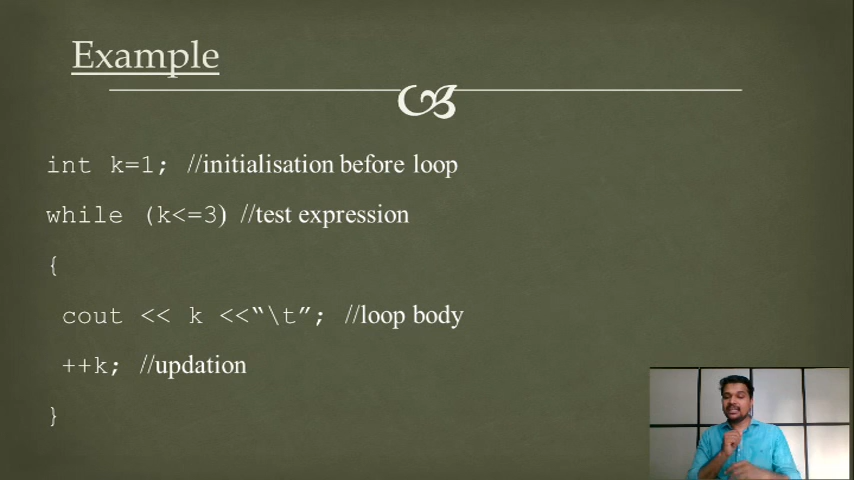 Example
int k=1; //initialisation before loop
while (k<=3) //test expression
{
cout << k <<“\t”; //loop body
++k; //updation
}